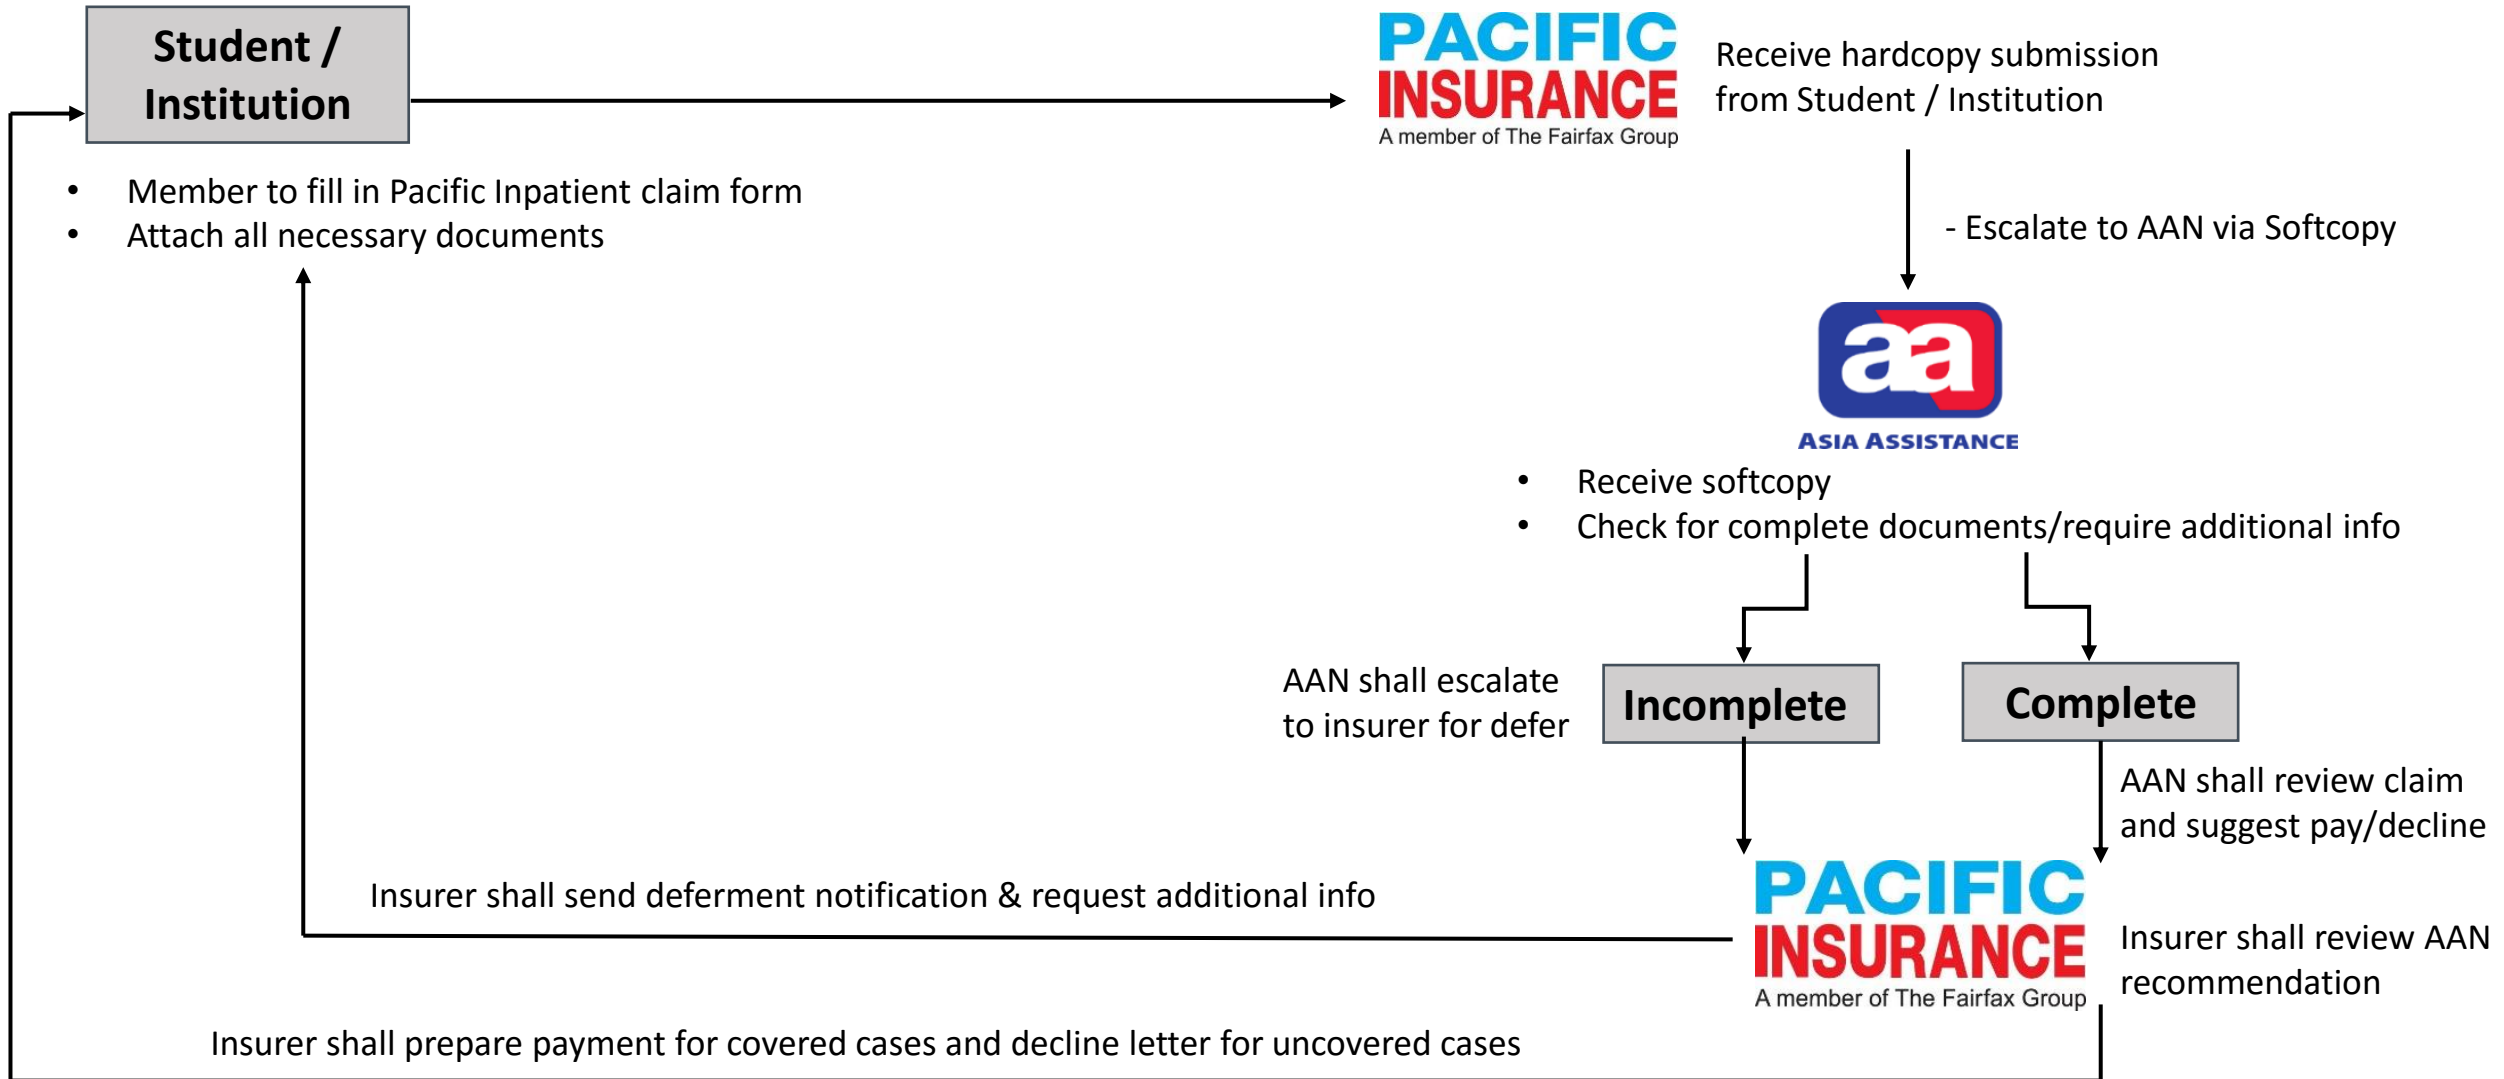 Student /
Institution
PACIFIC
INSURANCE
A member of The Fairfax Group
Receive hardcopy submission
from Student / Institution
• Member to fill in Pacific Inpatient claim form
• Attach all necessary documents
- Escalate to AAN via Softcopy
aa
ASIA ASSISTANCE
• Receive softcopy
• Check for complete documents/require additional info
AAN shall escalate
to insurer for defer
Incomplete
Complete
AAN shall review claim
and suggest pay/decline
Insurer shall send deferment notification & request additional info
PACIFIC
INSURANCE
A member of The Fairfax Group
Insurer shall review AAN
recommendation
Insurer shall prepare payment for covered cases and decline letter for uncovered cases